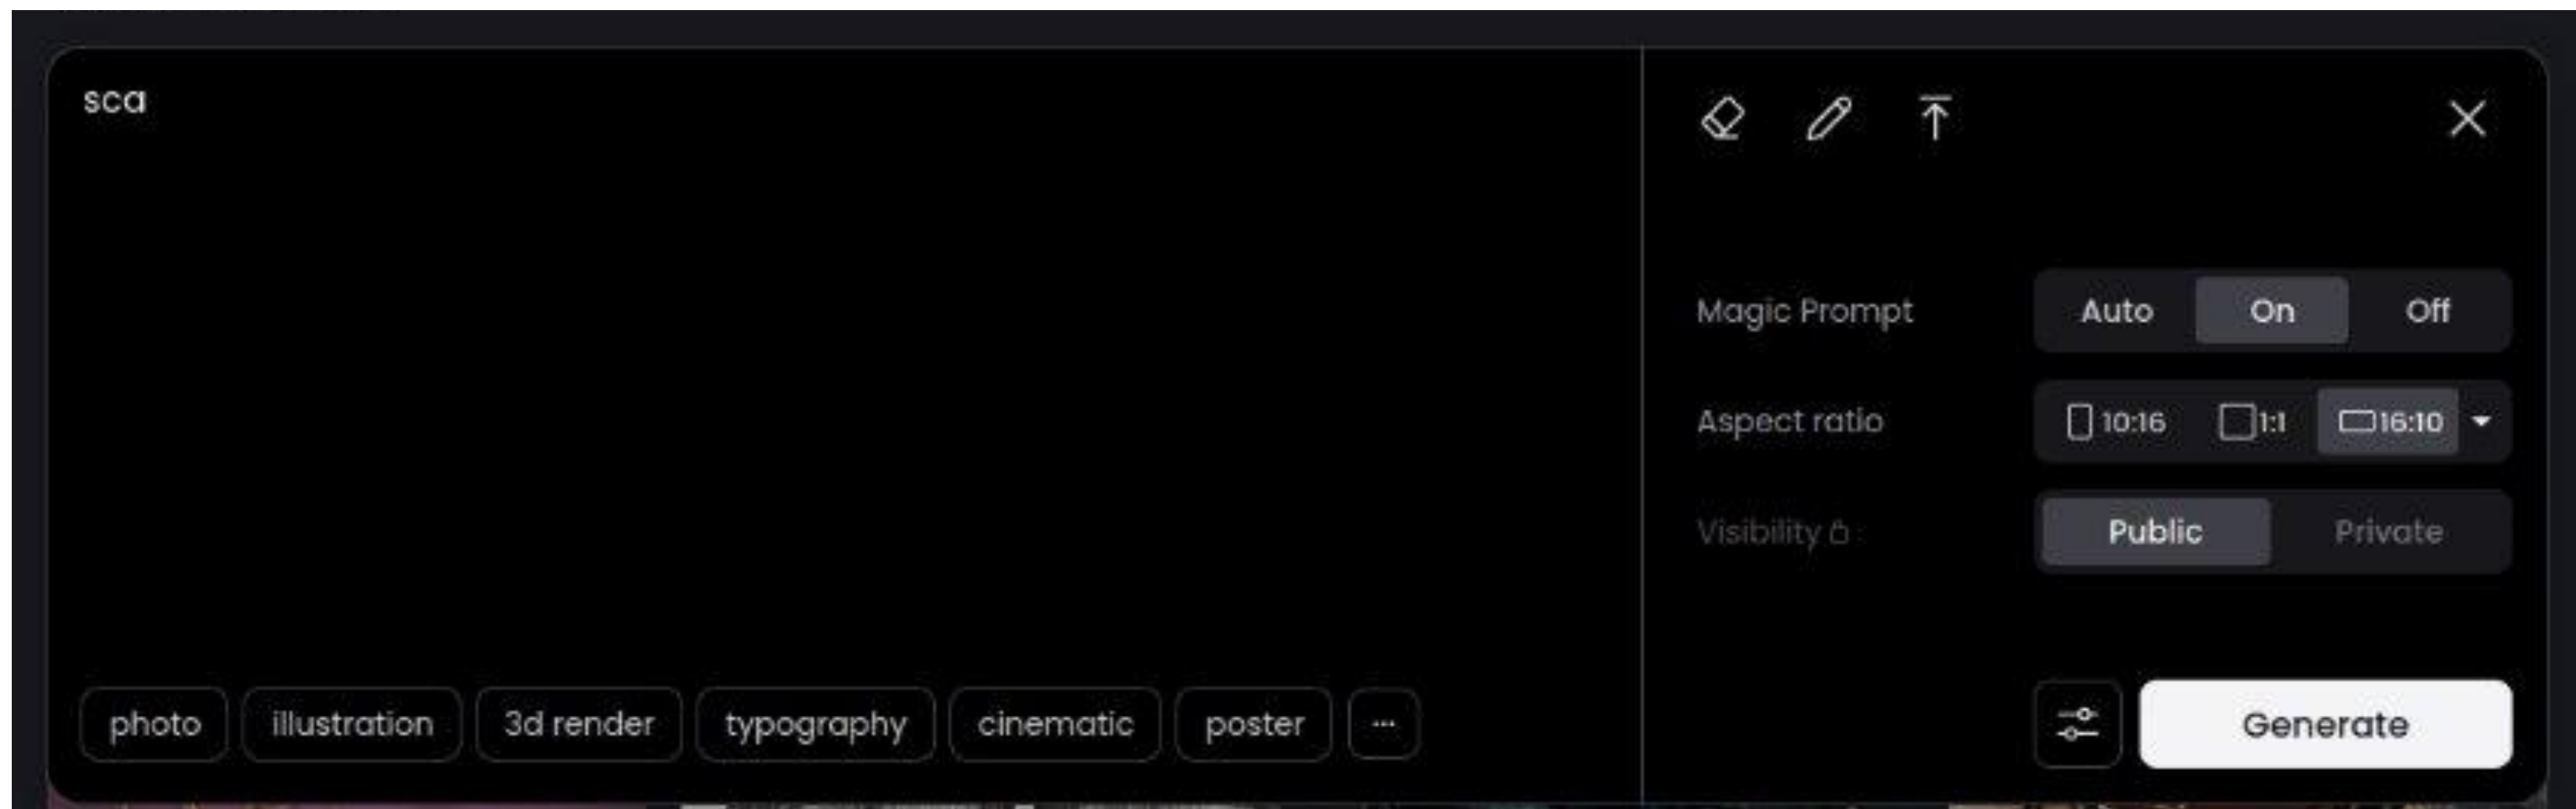 sca
Magic Prompt Auto On Off
Aspect ratio 10:16 1:1 16:10
Visibility Public Private
photo illustration 3d render typography cinematic poster ...
Generate